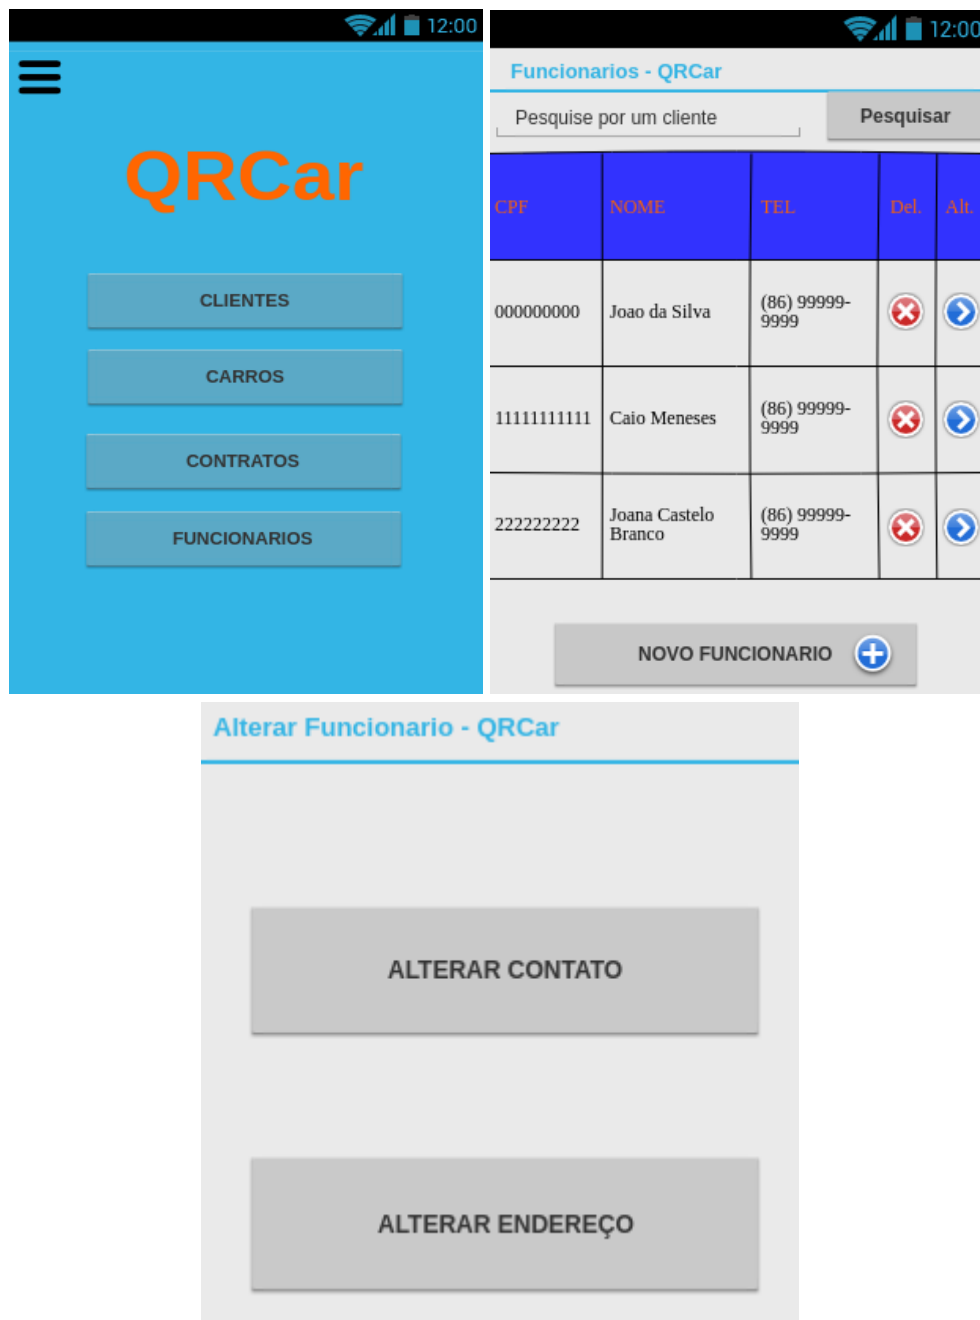 12:00
QRCar
CLIENTES
CARROS
CONTRATOS
FUNCIONARIOS
12:00
Funcionarios - QRCar
Pesquise por um cliente
Pesquisar
CPF NOME TEL Del. Alt.
000000000 Joao da Silva (86) 99999-
9999
11111111111 Caio Meneses (86) 99999-
9999
222222222 Joana Castelo (86) 99999-
Branco 9999
NOVO FUNCIONARIO
Alterar Funcionario - QRCar
ALTERAR CONTATO
ALTERAR ENDEREÇO